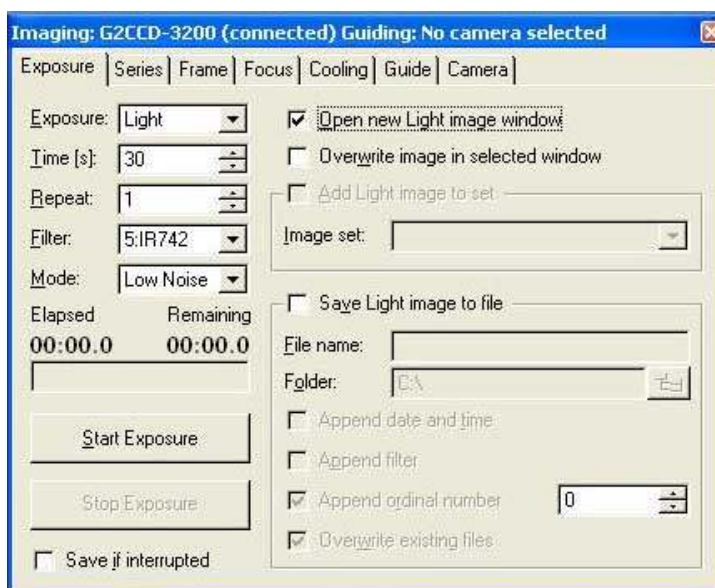 Imaging: G2CCD-3200 (connected) Guiding: No camera selected
Exposure Series Frame Focus Cooling Guide Camera
Exposure: Light
Time [s]: 30
Repeat: 1
Filter: 5:IR742
Mode: Low Noise
Elapsed Remaining
00:00.0 00:00.0
Start Exposure
Stop Exposure
Save if interrupted
Open new Light image window
Overwrite image in selected window
Add Light image to set
Image set:
Save Light image to file
File name:
Folder: C:\
Append date and time
Append filter
Append ordinal number 0
Overwrite existing files